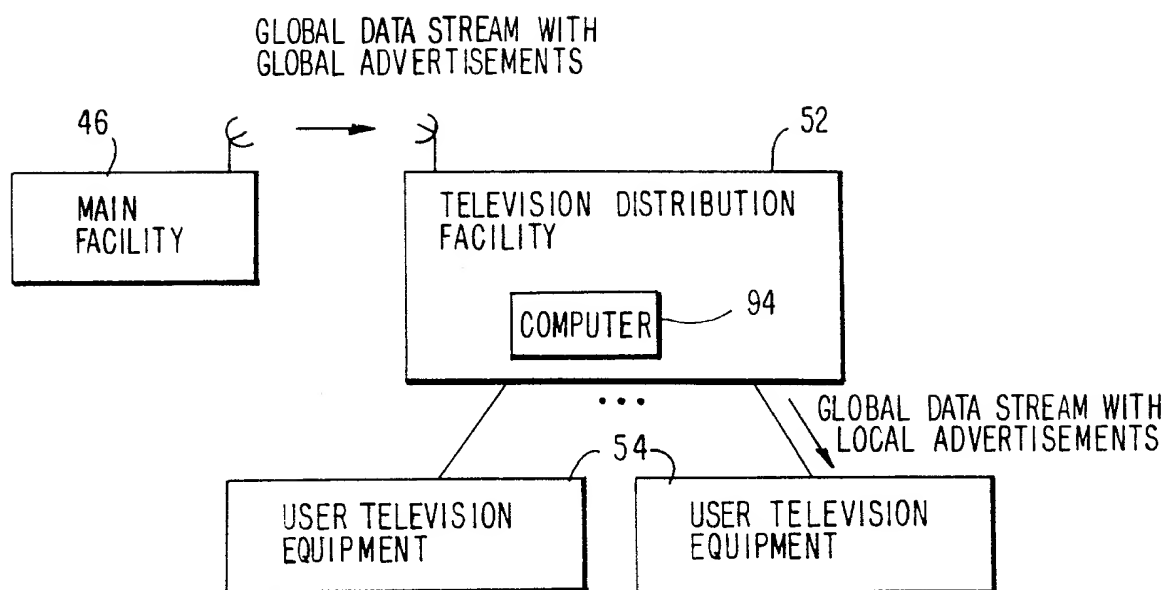 GLOBAL DATA STREAM WITH
GLOBAL ADVERTISEMENTS
46
52
MAIN
FACILITY
TELEVISION DISTRIBUTION
FACILITY
COMPUTER
94
GLOBAL DATA STREAM WITH
LOCAL ADVERTISEMENTS
54
USER TELEVISION
EQUIPMENT
USER TELEVISION
EQUIPMENT